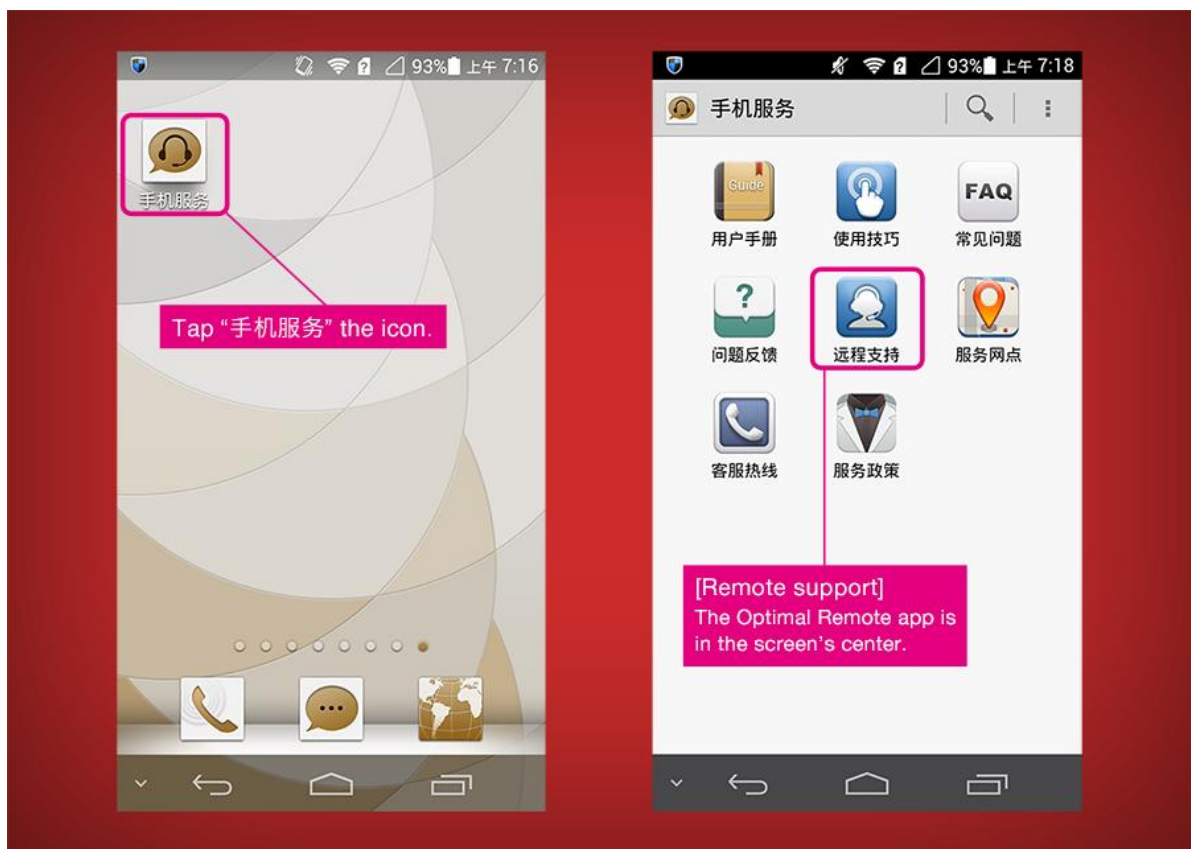 93% 上午 7:16
手机服务
Tap “手机服务” the icon.
93% 上午 7:18
手机服务
Guide
FAQ
用户手册 使用技巧 常见问题
?
问题反馈 远程支持 服务网点
客服热线 服务政策
[Remote support]
The Optimal Remote app is
in the screen’s center.